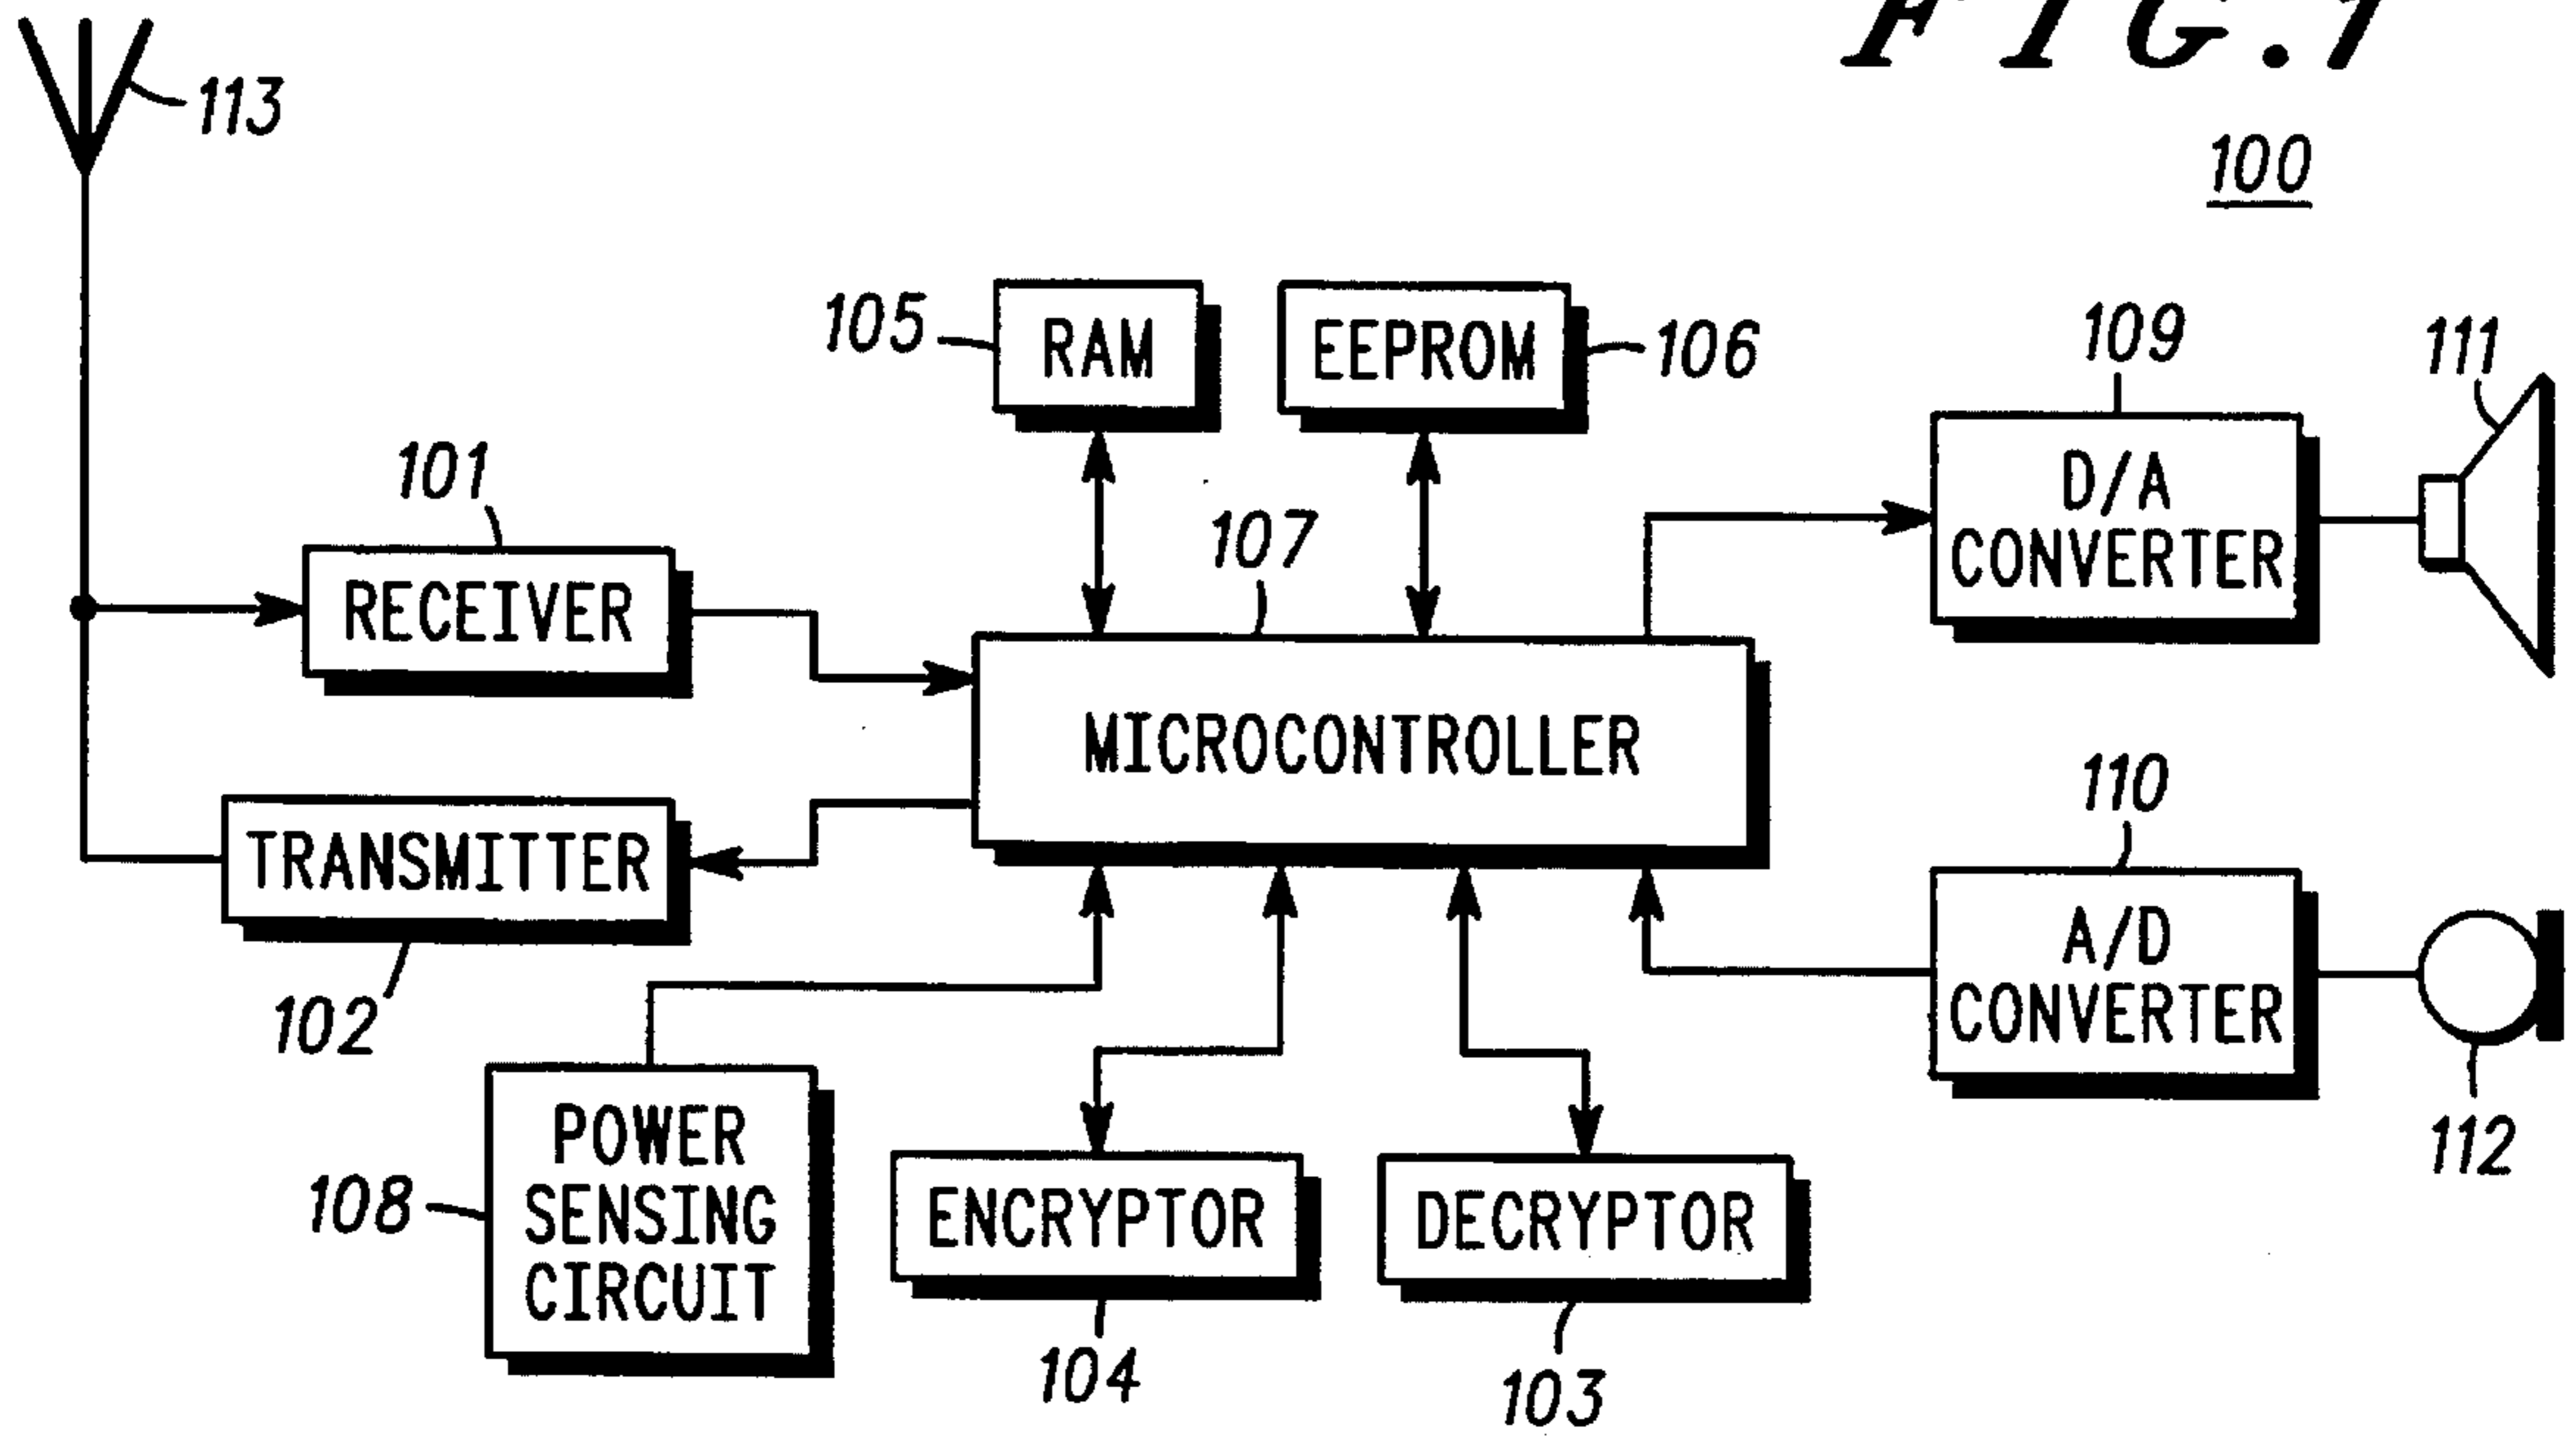 FIG.1
113
100
105
RAM
EEPROM
106
109
111
D/A
CONVERTER
101
107
RECEIVER
MICROCONTROLLER
110
TRANSMITTER
A/D
CONVERTER
102
112
108
POWER
SENSING
CIRCUIT
ENCRYPTOR
DECRYPTOR
104
103